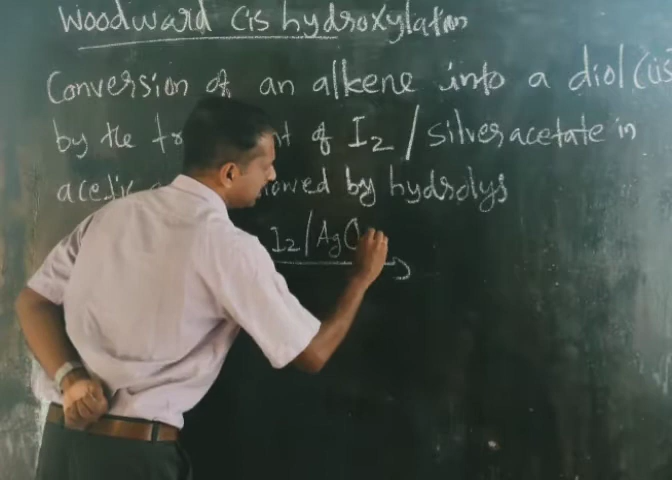 Woodward Cis hydroxylation
Conversion of an alkene into a diol (cis
by the of I2 / silver acetate in
by hydrolys
I2/AgO